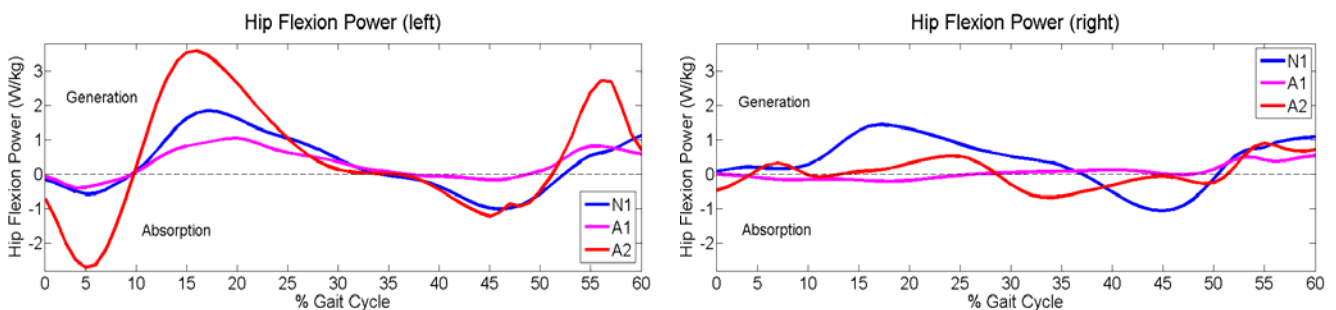 Hip Flexion Power (left)
Hip Flexion Power (W/kg)
3
2
1
0
-1
-2
Generation
Absorption
N1
A1
A2
0 5 10 15 20 25 30 35 40 45 50 55 60
% Gait Cycle
Hip Flexion Power (right)
Hip Flexion Power (W/kg)
3
2
1
0
-1
-2
Generation
Absorption
N1
A1
A2
0 5 10 15 20 25 30 35 40 45 50 55 60
% Gait Cycle